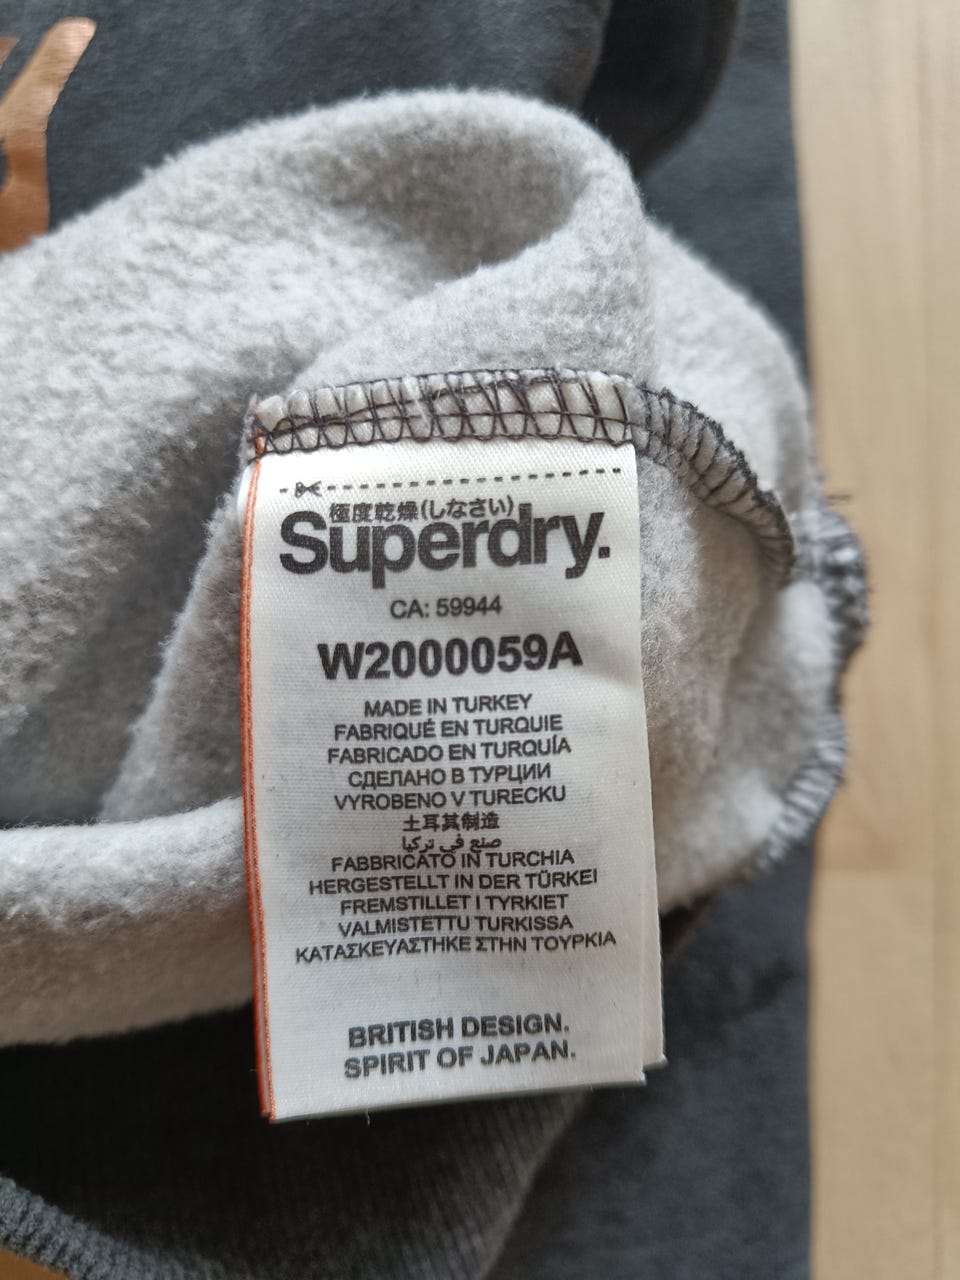 極度乾燥(しなさい)
Superdry.
CA: 59944
W2000059A
MADE IN TURKEY
FABRIQUÉ EN TURQUIE
FABRICADO EN TURQUÍA
СДЕЛАНО В ТУРЦИИ
VYROBENO V TURECKU
土耳其制造
صنع في تركيا
FABBRICATO IN TURCHIA
HERGESTELLT IN DER TÜRKEI
FREMSTILLET I TYRKIET
VALMISTETTU TURKISSA
ΚΑΤΑΣΚΕΥΑΣΤΗΚΕ ΣΤΗΝ ΤΟΥΡΚΙΑ
BRITISH DESIGN.
SPIRIT OF JAPAN.